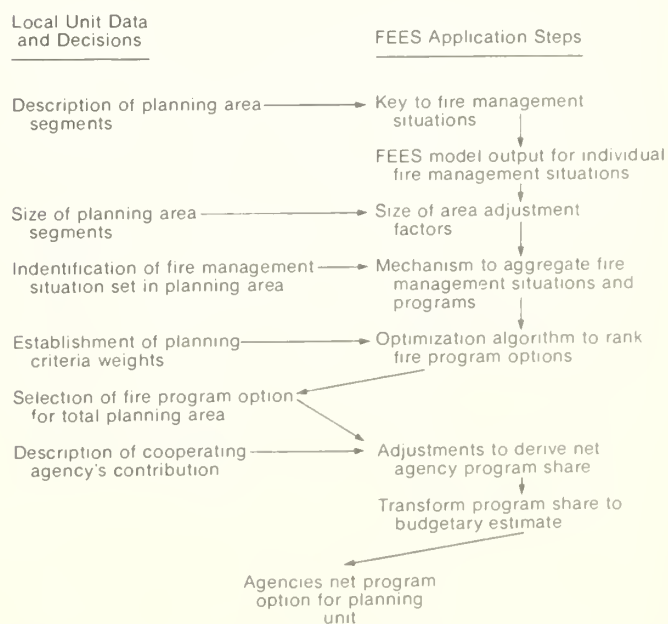 Local Unit Data
and Decisions
FEES Application Steps
Description of planning area
segments
Key to fire management
situations
FEES model output for individual
fire management situations
Size of planning area
segments
Size of area adjustment
factors
Indentification of fire management
situation set in planning area
Mechanism to aggregate fire
management situations and
programs
Establishment of planning
criteria weights
Optimization algorithm to rank
fire program options
Selection of fire program option
for total planning area
Description of cooperating
agency's contribution
Adjustments to derive net
agency program share
Transform program share to
budgetary estimate
Agencies net program
option for planning
unit